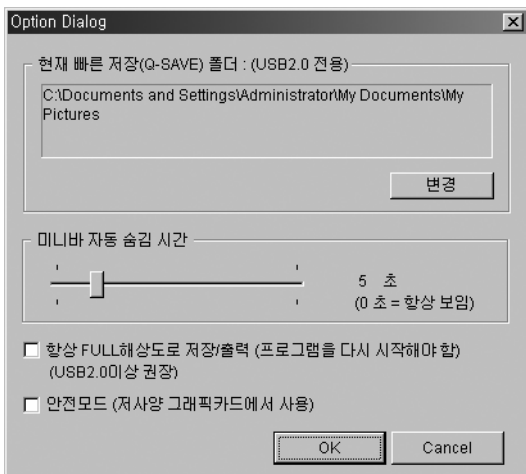 Option Dialog
현재 빠른 저장(Q-SAVE) 폴더 : (USB2.0 전용)
C:\Documents and Settings\Administrator\My Documents\My
Pictures
변경
미니바 자동 숨김 시간
5 초
(0 초 = 항상 보임)
항상 FULL해상도로 저장/출력 (프로그램을 다시 시작해야 함)
(USB2.0이상 권장)
안전모드 (저사양 그래픽카드에서 사용)
OK Cancel